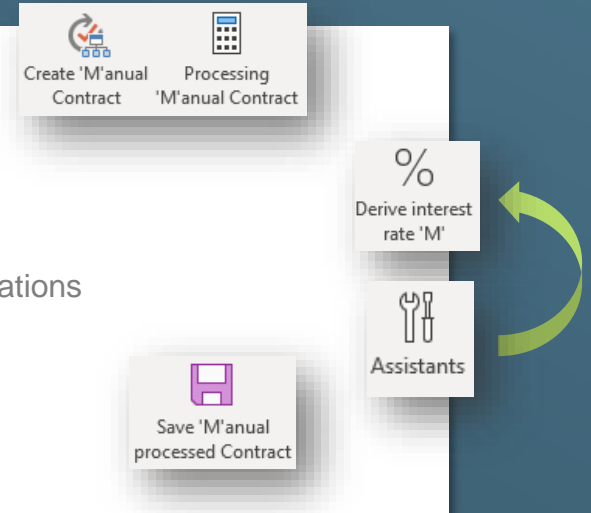 Create 'M'anual
Contract
Processing
'M'anual Contract
%
Derive interest
rate 'M'
ations
Assistants
Save 'M'anual
processed Contract